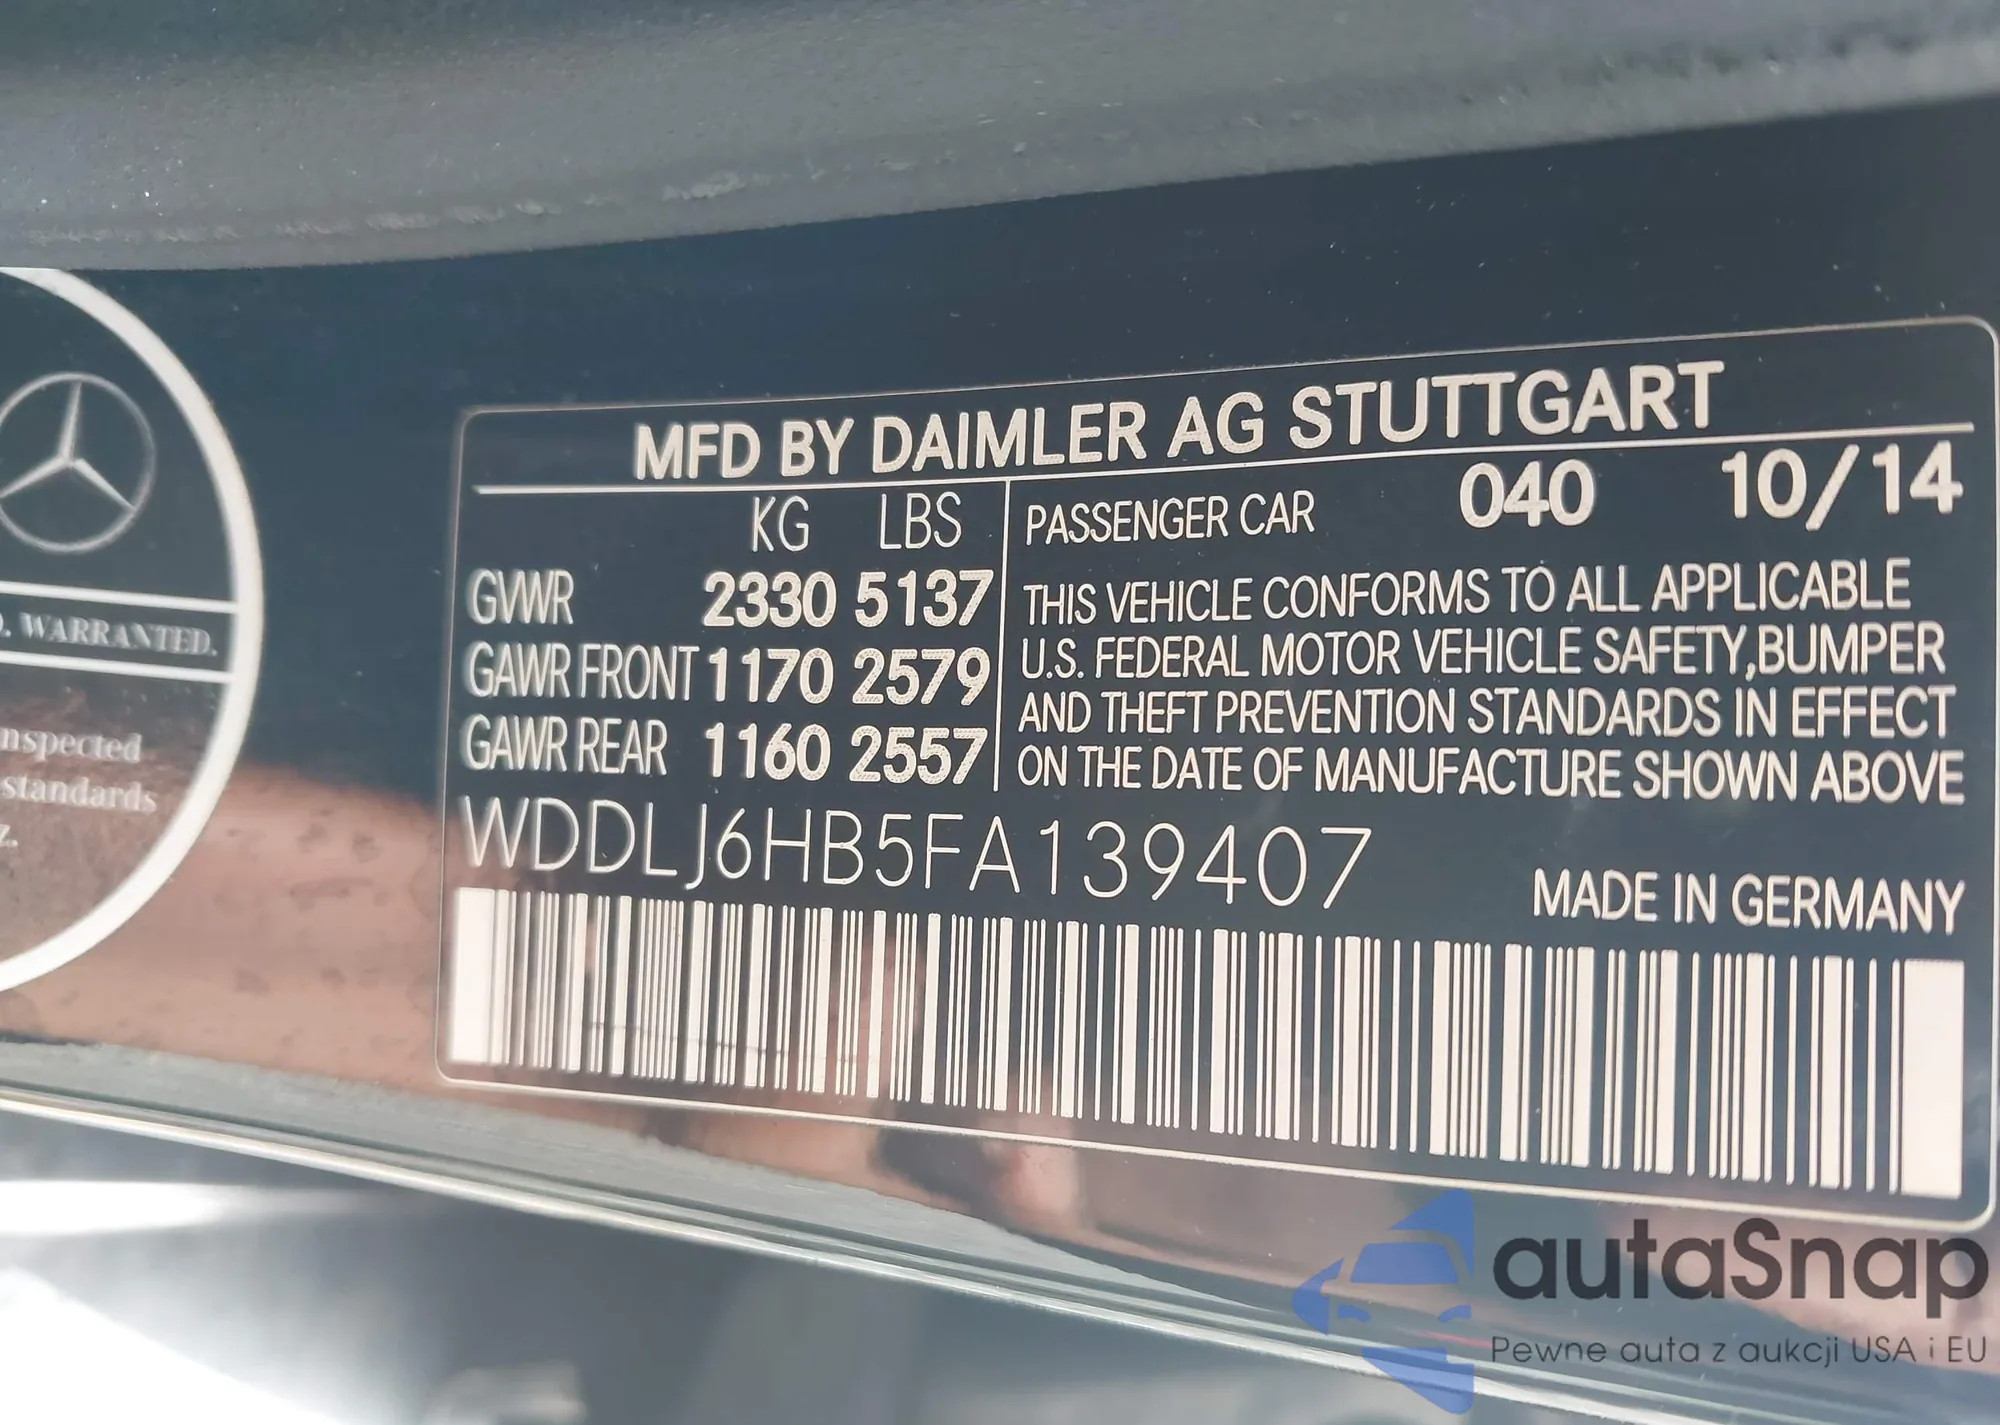 . WARRANTED.
nspected
standards
z.
MFD BY DAIMLER AG STUTTGART
KG LBS
GVWR 2330 5137
GAWR FRONT 1170 2579
GAWR REAR 1160 2557
PASSENGER CAR 040 10/14
THIS VEHICLE CONFORMS TO ALL APPLICABLE
U.S. FEDERAL MOTOR VEHICLE SAFETY,BUMPER
AND THEFT PREVENTION STANDARDS IN EFFECT
ON THE DATE OF MANUFACTURE SHOWN ABOVE
WDDLJ6HB5FA139407
MADE IN GERMANY
autaSnap
Pewne auta z aukcji USA i EU